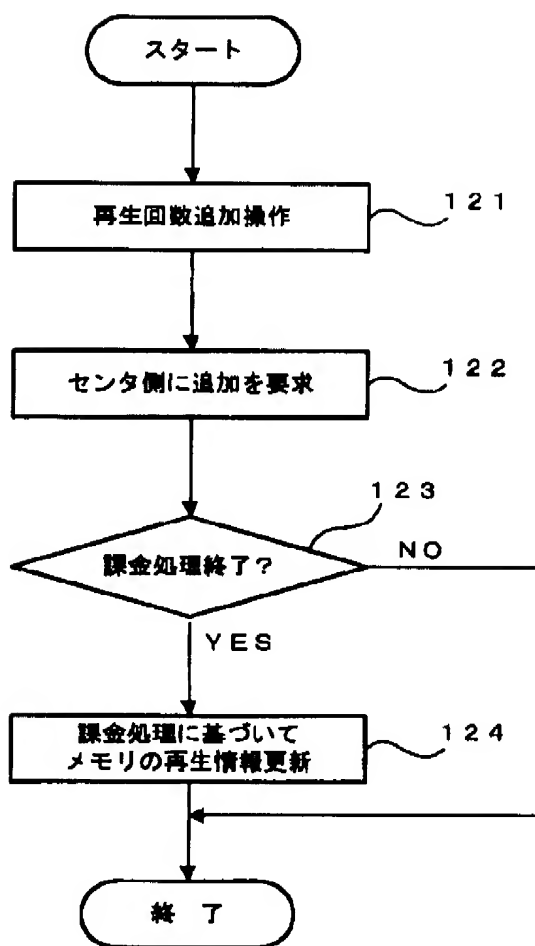 スタート
再生回数追加操作
121
センタ側に追加を要求
122
123
課金処理終了?
NO
YES
課金処理に基づいて
メモリの再生情報更新
124
終 了